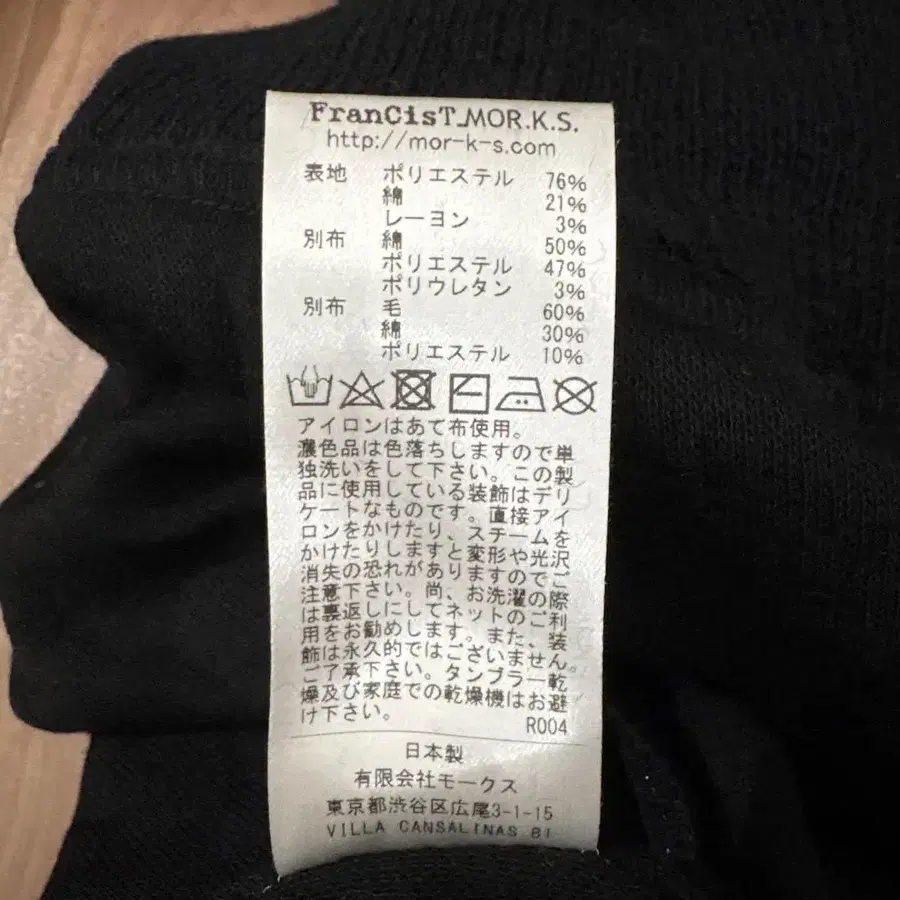 FranCisT_MOR.K.S.
http://mor-k-s.com
表地 ポリエステル 76%
綿 21%
レーヨン 3%
別布 綿 50%
ポリエステル 47%
ポリウレタン 3%
別布 毛 60%
綿 30%
ポリエステル 10%
アイロンはあて布使用。
濃色品は色落ちしますので単
独洗いをして下さい。この製
品に使用している装飾はデリ
ケートなものです。直接アイ
ロンをかけたり、スチームを
かけたりしますと変形や光沢
消失の恐れがありますのでご
注意下さい。尚、お洗濯の際
は裏返しにしてネットのご利
用をお勧めします。また、装
飾は永久的ではございません。
ご了承下さい。タンブラー乾
燥及び家庭での乾燥機はお避
け下さい。
R004
日本製
有限会社モークス
東京都渋谷区広尾3-1-15
VILLA CANSALINAS B1